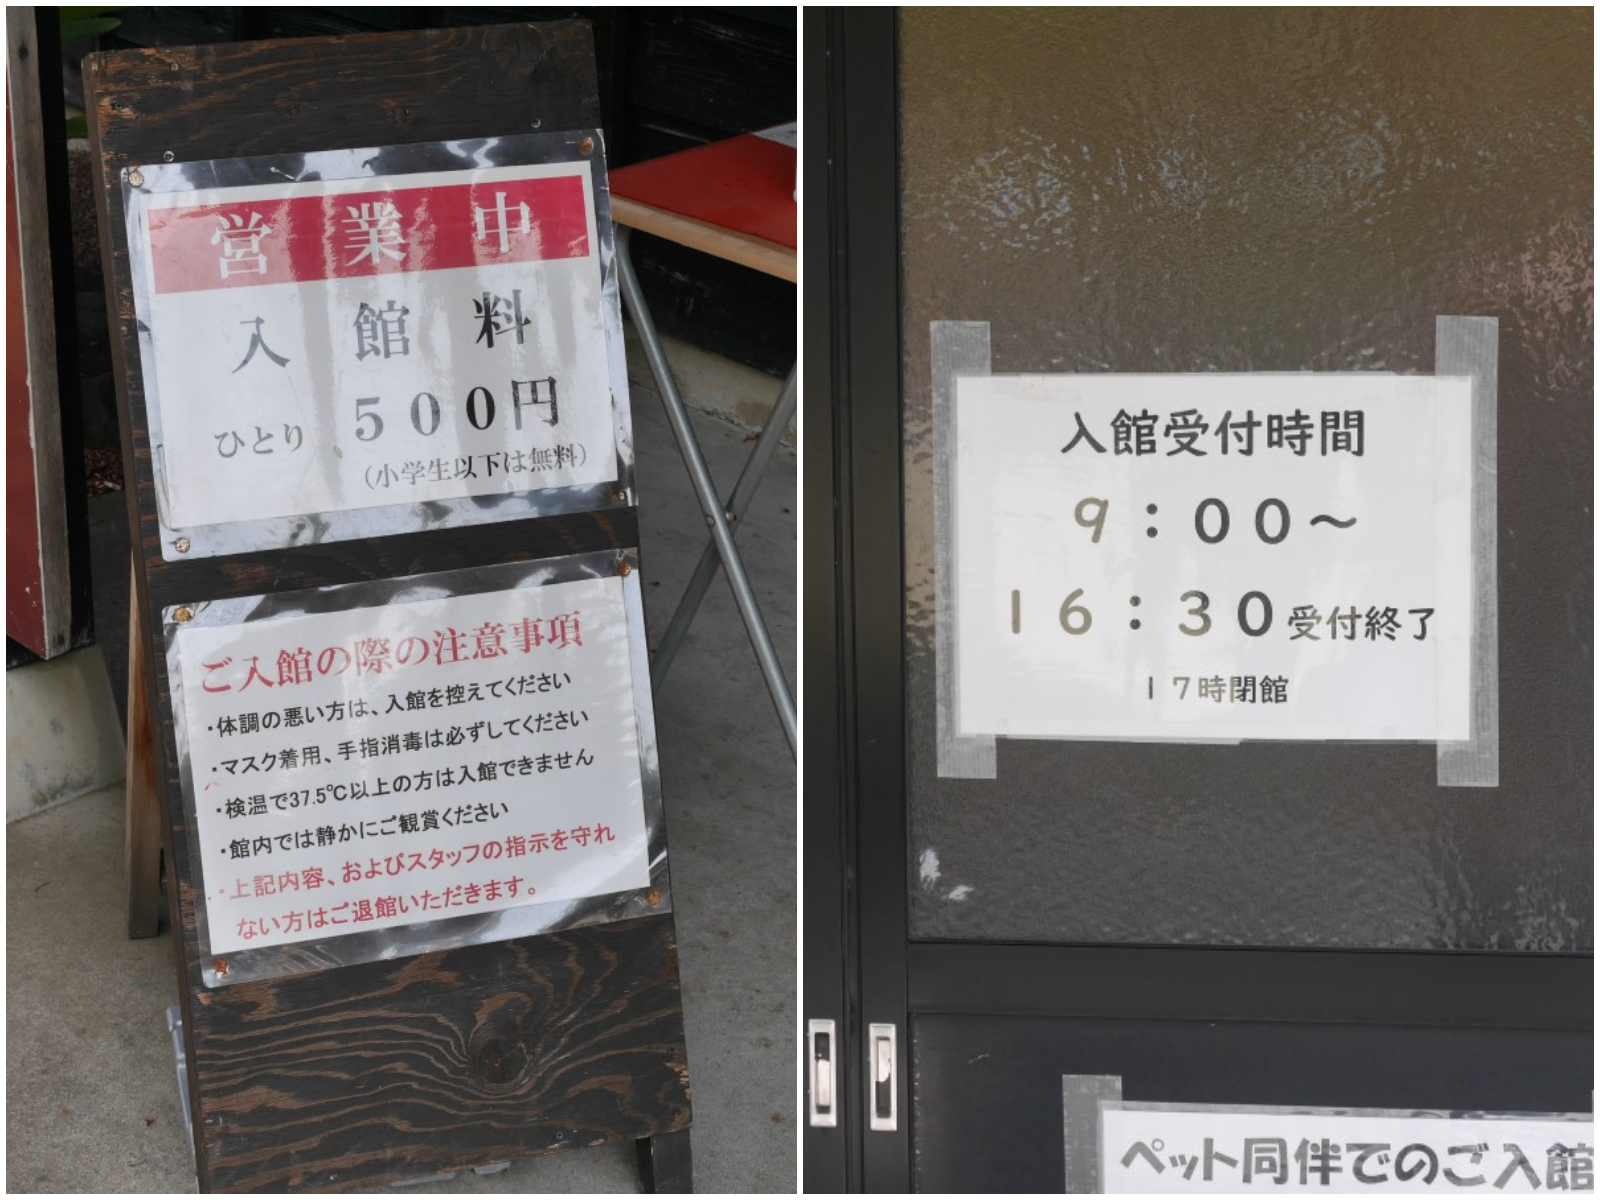 営業中
入館料
ひとり 500円
(小学生以下は無料)
ご入館の際の注意事項
・体調の悪い方は、入館を控えてください
・マスク着用、手指消毒は必ずしてください
・検温で37.5℃以上の方は入館できません
・館内では静かにご観賞ください
・上記内容、およびスタッフの指示を守れ
ない方はご退館いただきます。
入館受付時間
9:00〜
16:30受付終了
17時閉館
ペット同伴でのご入館